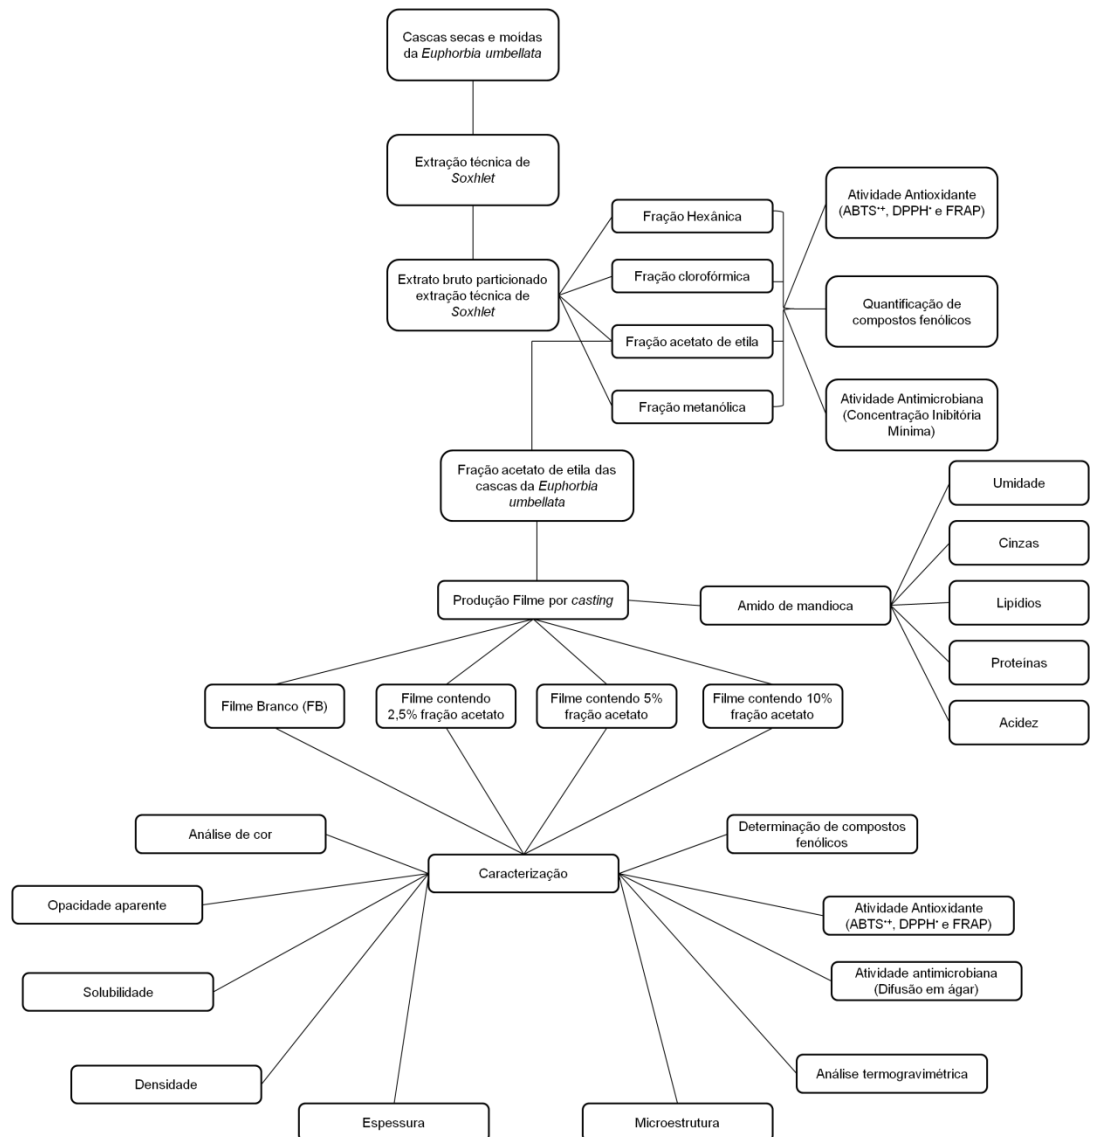 Cascas secas e moidas
da Euphorbia umbellata
Extração técnica de
Soxhlet
Extrato bruto particionado
extração técnica de
Soxhlet
Fração Hexânica
Fração clorofórmica
Fração acetato de etila
Fração metanólica
Atividade Antioxidante
(ABTS•+, DPPH• e FRAP)
Quantificação de
compostos fenólicos
Atividade Antimicrobiana
(Concentração Inibitória
Mínima)
Fração acetato de etila das
cascas da Euphorbia
umbellata
Produção Filme por casting
Amido de mandioca
Umidade
Cinzas
Lipídios
Proteínas
Acidez
Filme Branco (FB)
Filme contendo
2,5% fração acetato
Filme contendo 5%
fração acetato
Filme contendo 10%
fração acetato
Caracterização
Análise de cor
Opacidade aparente
Solubilidade
Densidade
Espessura
Microestrutura
Determinação de compostos
fenólicos
Atividade Antioxidante
(ABTS•+, DPPH• e FRAP)
Atividade antimicrobiana
(Difusão em ágar)
Análise termogravimétrica